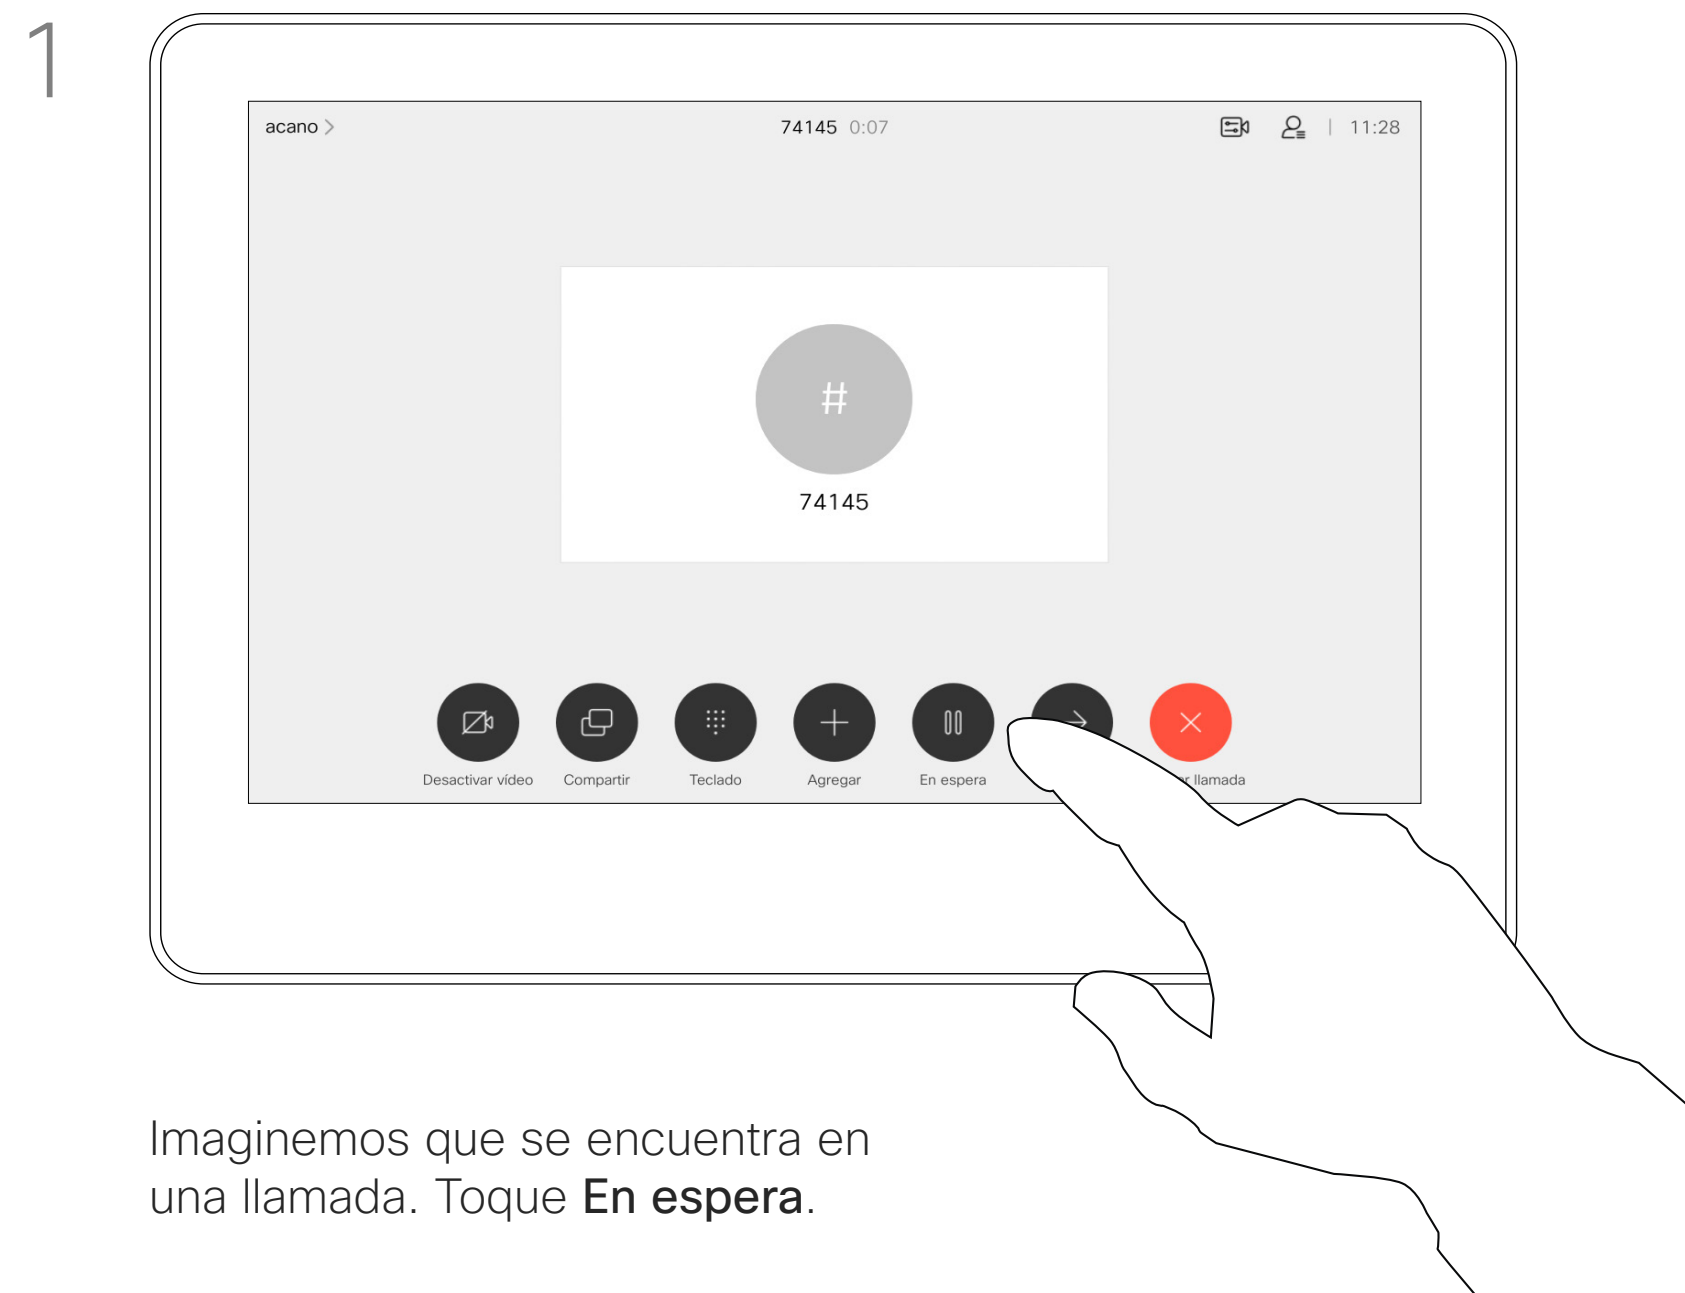 1
acano
74145 0:07
11:28
#
74145
Desactivar vídeo
Compartir
Teclado
Agregar
En espera
llamada
Imaginemos que se encuentra en
una llamada. Toque En espera.